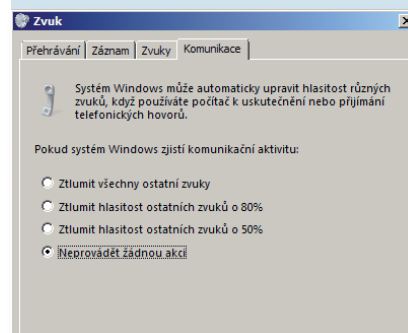 Zvuk
Přehrávání Záznam Zvuky Komunikace
Systém Windows může automaticky upravit hlasitost různých
zvuků, když používáte počítač k uskutečnění nebo přijímání
telefonických hovorů.
Pokud systém Windows zjistí komunikační aktivitu:
Ztlumit všechny ostatní zvuky
Ztlumit hlasitost ostatních zvuků o 80%
Ztlumit hlasitost ostatních zvuků o 50%
Neprovádět žádnou akci